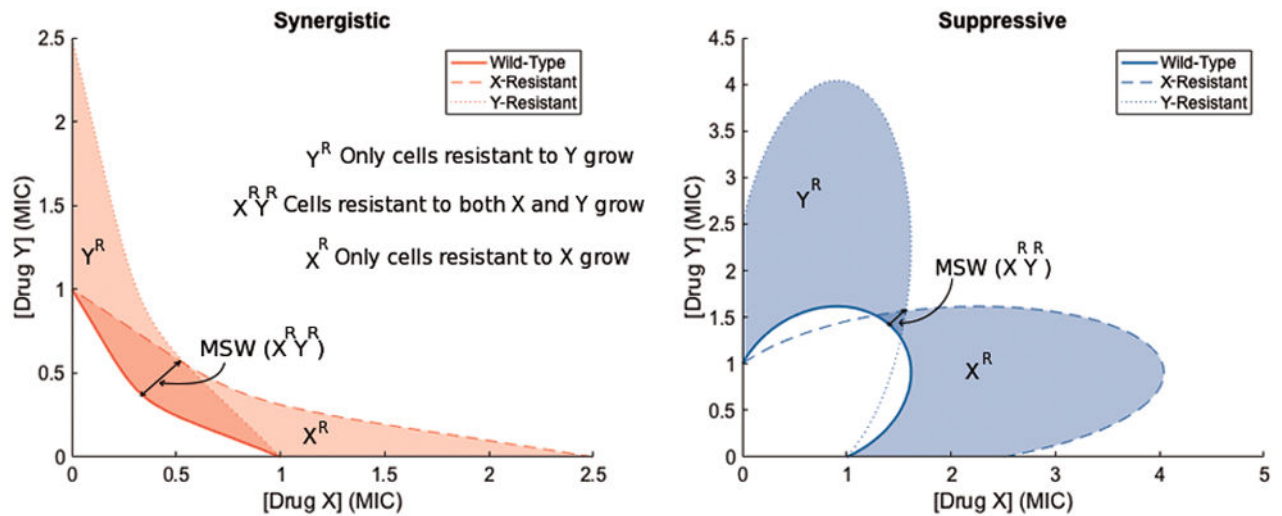 Synergistic
2.5
2
1.5
1
0.5
0
[Drug Y] (MIC)
Wild-Type
X-Resistant
Y-Resistant
Y^R Only cells resistant to Y grow
X^R Y^R Cells resistant to both X and Y grow
X^R Only cells resistant to X grow
Y^R
MSW (X^R Y^R)
X^R
0
0.5
1
1.5
2
2.5
[Drug X] (MIC)
Suppressive
4.5
4
3.5
3
2.5
2
1.5
1
0.5
0
[Drug Y] (MIC)
Wild-Type
X-Resistant
Y-Resistant
Y^R
MSW (X^R Y^R)
X^R
0
1
2
3
4
5
[Drug X] (MIC)